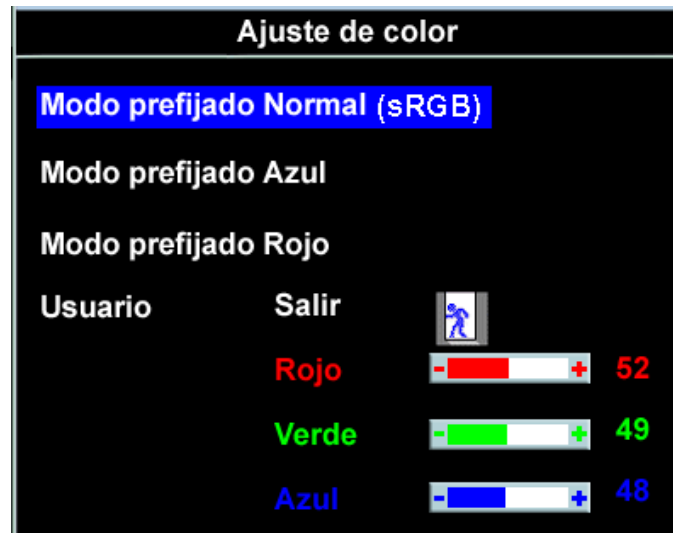 Ajuste de color
Modo prefijado Normal (sRGB)
Modo prefijado Azul
Modo prefijado Rojo
Usuario Salir
Rojo - + 52
Verde - + 49
Azul - + 48